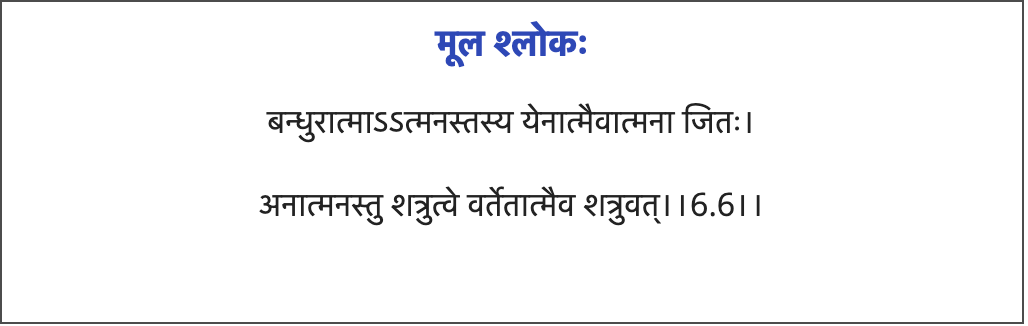 मूल श्लोकः
बन्धुरात्माऽऽत्मनस्तस्य येनात्मैवात्मना जितः।
अनात्मनस्तु शत्रुत्वे वर्तेतात्मैव शत्रुवत्।।6.6।।